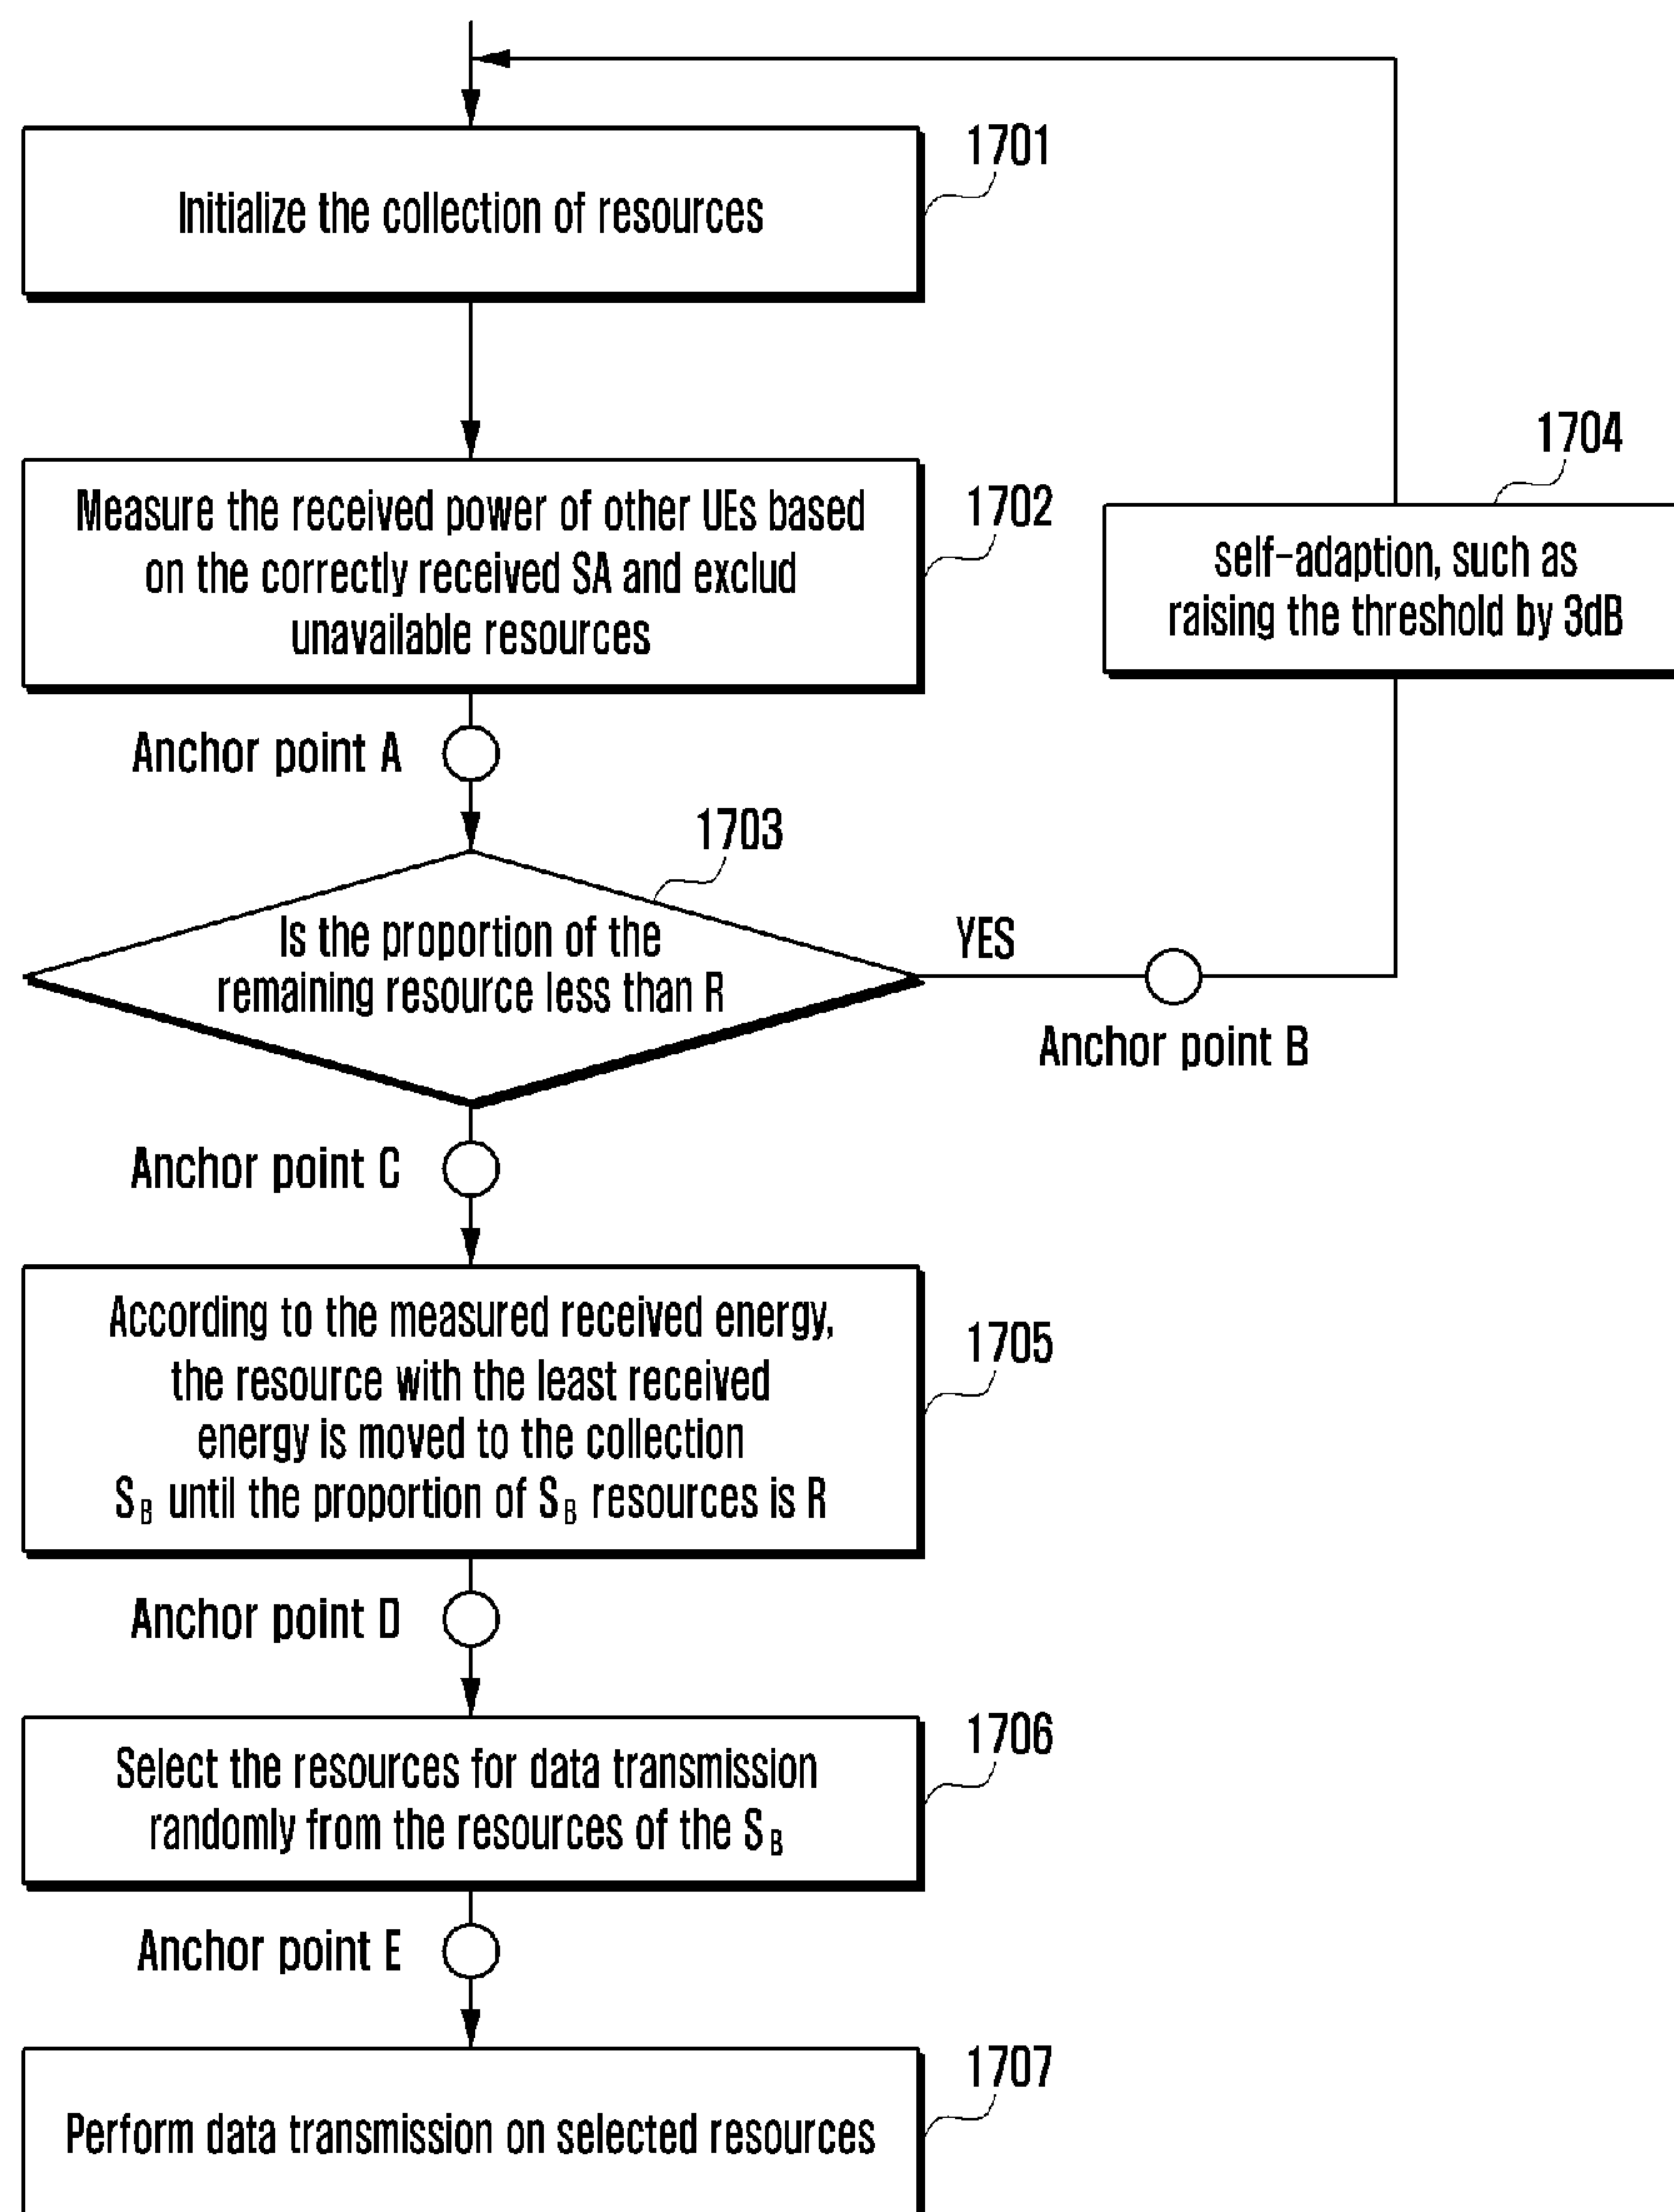 1701
Initialize the collection of resources
1704
1702
Measure the received power of other UEs based
on the correctly received SA and exclud
unavailable resources
self-adaption, such as
raising the threshold by 3dB
Anchor point A
1703
Is the proportion of the
remaining resource less than R
YES
Anchor point B
Anchor point C
According to the measured received energy,
the resource with the least received
energy is moved to the collection
S B until the proportion of S B resources is R
1705
Anchor point D
1706
Select the resources for data transmission
randomly from the resources of the S B
Anchor point E
1707
Perform data transmission on selected resources